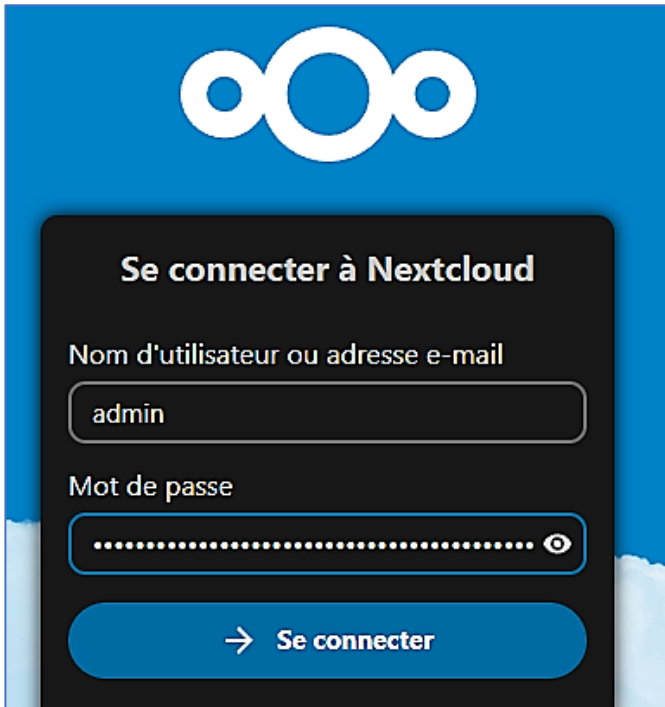 Se connecter à Nextcloud
Nom d'utilisateur ou adresse e-mail
admin
Mot de passe
Se connecter